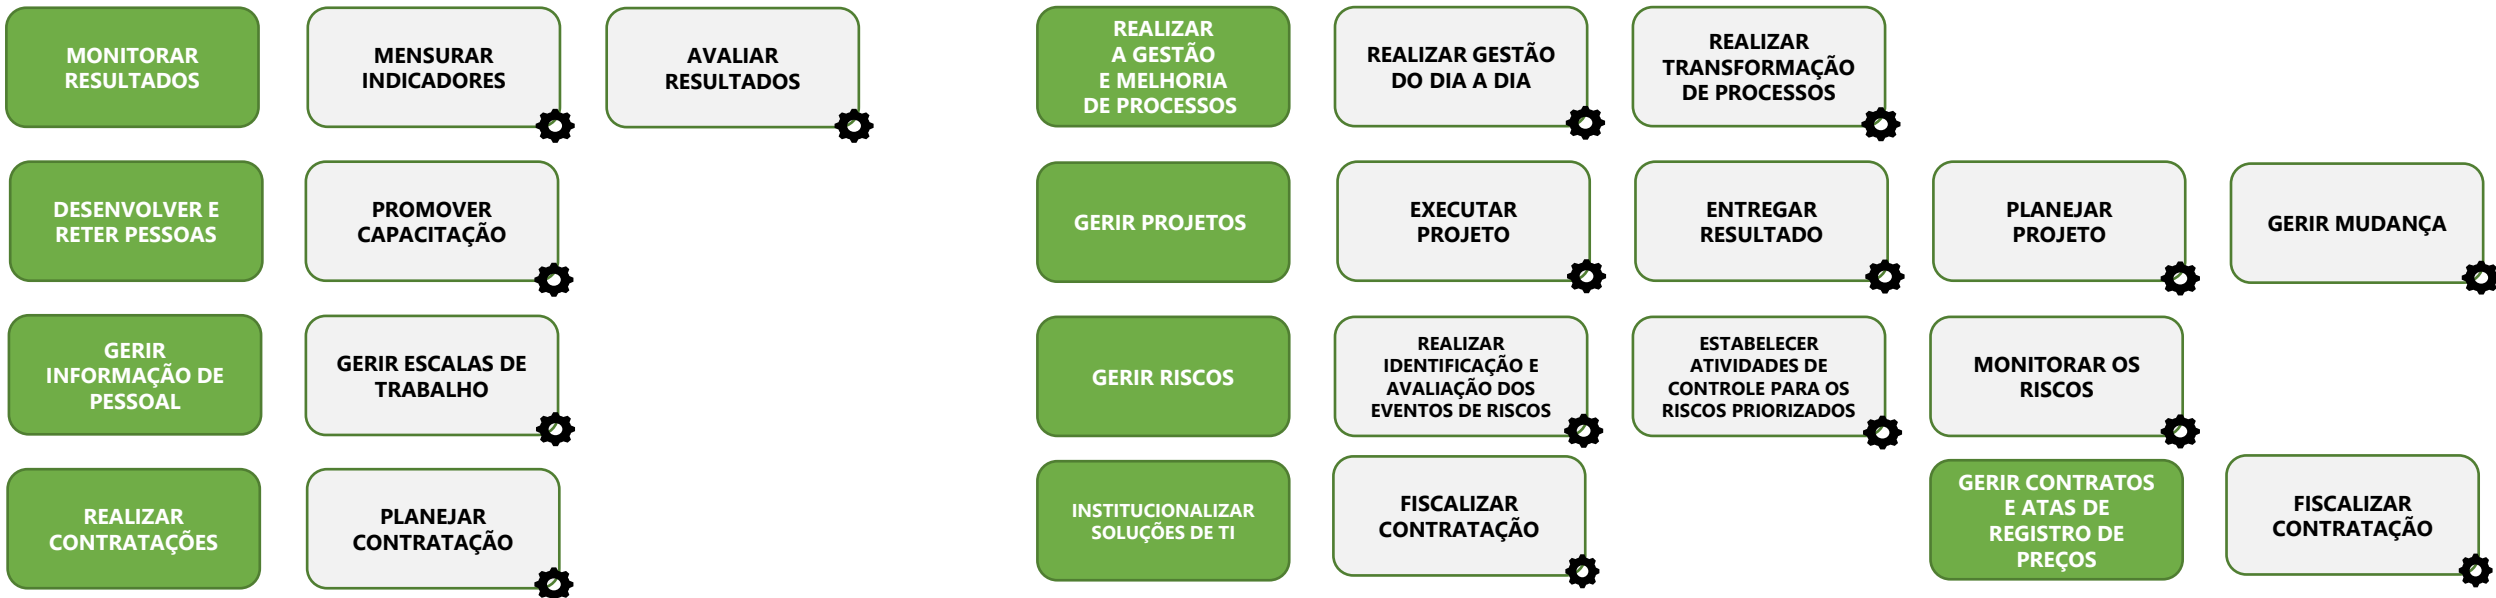 MONITORAR
RESULTADOS
MENSURAR
INDICADORES
AVALIAR
RESULTADOS
REALIZAR
A GESTÃO
E MELHORIA
DE PROCESSOS
REALIZAR GESTÃO
DO DIA A DIA
REALIZAR
TRANSFORMAÇÃO
DE PROCESSOS
DESENVOLVER E
RETER PESSOAS
PROMOVER
CAPACITAÇÃO
GERIR PROJETOS
EXECUTAR
PROJETO
ENTREGAR
RESULTADO
PLANEJAR
PROJETO
GERIR MUDANÇA
GERIR
INFORMAÇÃO DE
PESSOAL
GERIR ESCALAS DE
TRABALHO
GERIR RISCOS
REALIZAR
IDENTIFICAÇÃO E
AVALIAÇÃO DOS
EVENTOS DE RISCOS
ESTABELECER
ATIVIDADES DE
CONTROLE PARA OS
RISCOS PRIORIZADOS
MONITORAR OS
RISCOS
REALIZAR
CONTRATAÇÕES
PLANEJAR
CONTRATAÇÃO
INSTITUCIONALIZAR
SOLUÇÕES DE TI
FISCALIZAR
CONTRATAÇÃO
GERIR CONTRATOS
E ATAS DE
REGISTRO DE
PREÇOS
FISCALIZAR
CONTRATAÇÃO